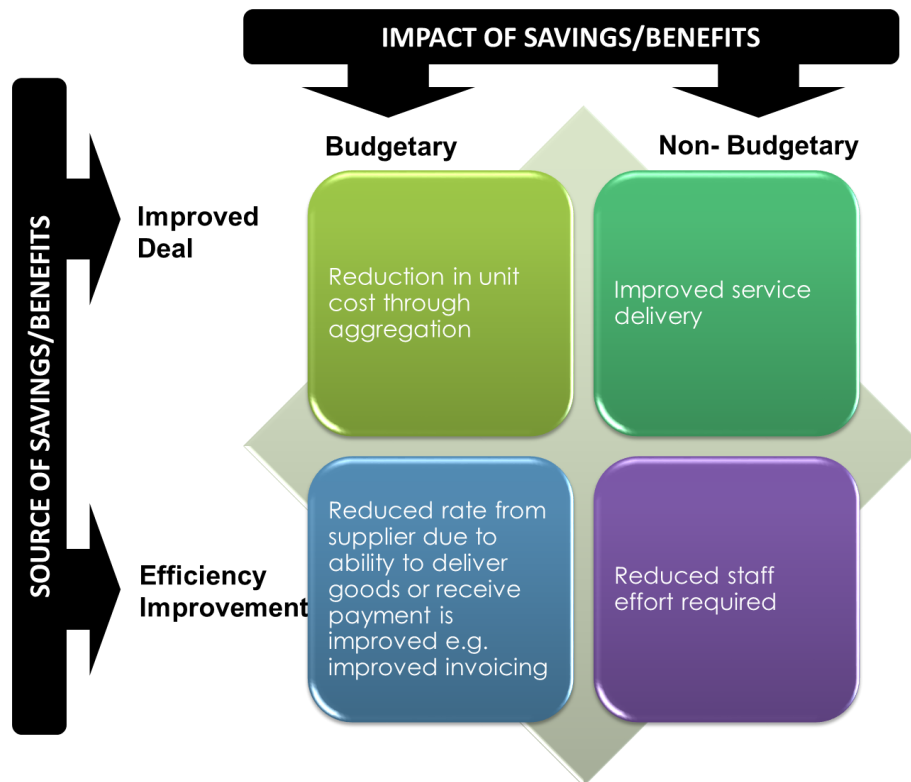 IMPACT OF SAVINGS/BENEFITS
Budgetary
Non- Budgetary
SOURCE OF SAVINGS/BENEFITS
Improved
Deal
Reduction in unit
cost through
aggregation
Improved service
delivery
Efficiency
Improvement
Reduced rate from
supplier due to
ability to deliver
goods or receive
payment is
improved e.g.
improved invoicing
Reduced staff
effort required